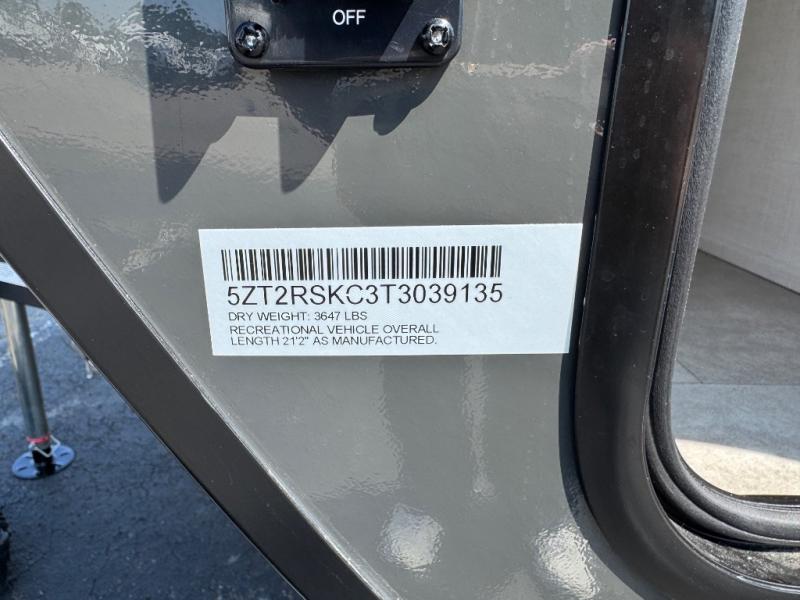 OFF
5ZT2RSKC3T3039135
DRY WEIGHT: 3647 LBS
RECREATIONAL VEHICLE OVERALL
LENGTH 21'2" AS MANUFACTURED.